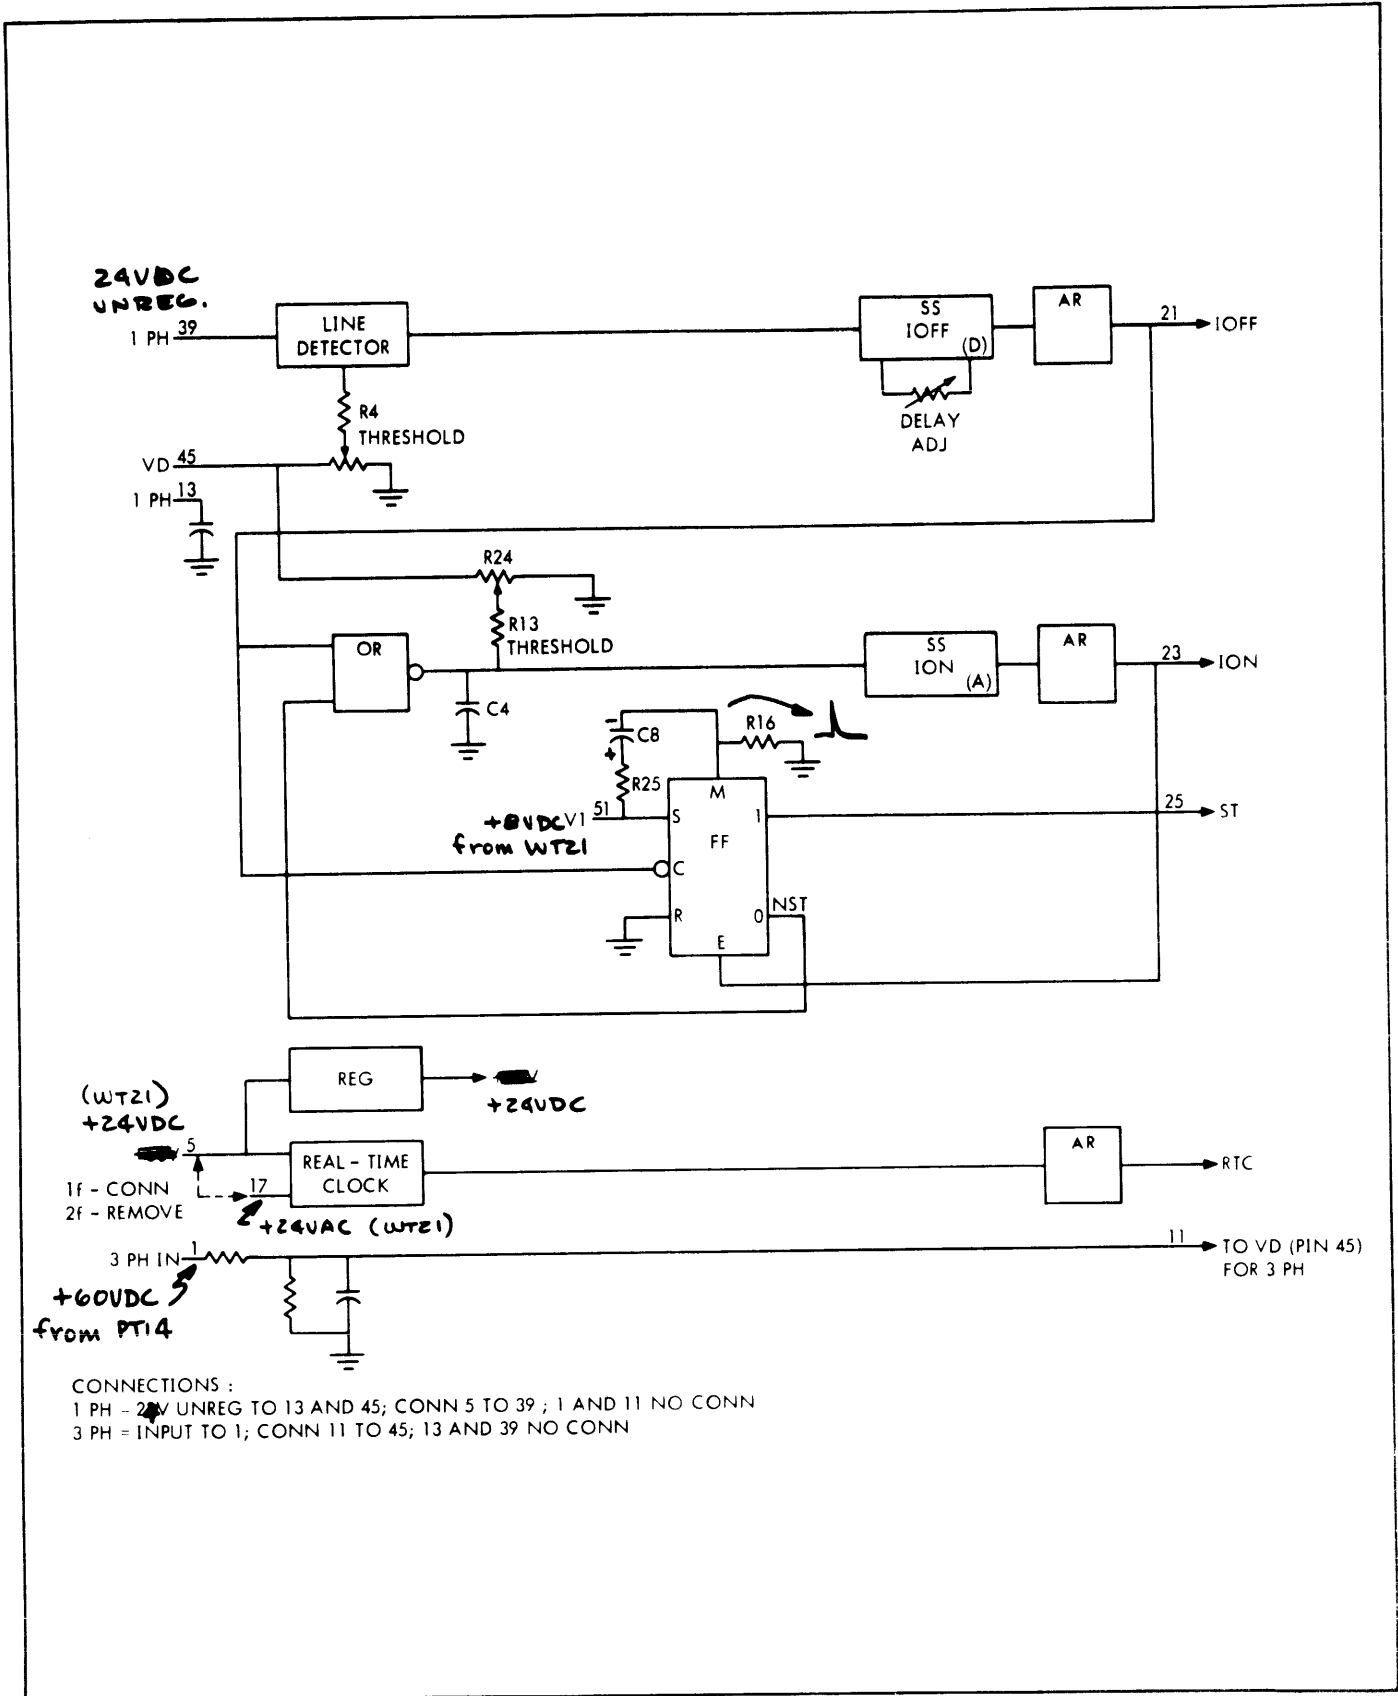 24VDC
UNREG.
1 PH 39
LINE
DETECTOR
SS
IOFF
(D)
AR
21
IOFF
DELAY
ADJ
R4
THRESHOLD
VD 45
1 PH 13
R24
R13
THRESHOLD
OR
C4
SS
ION
(A)
AR
23
ION
R16
-
C8
+
R25
+8VDC V1 51
from WT21
M
S
1
FF
C
R
0
NST
E
25
ST
REG
+24VDC
(WT21)
+24VDC
5
REAL - TIME
CLOCK
AR
RTC
1f - CONN
2f - REMOVE
17
+24VAC (WT21)
3 PH IN 1
+60VDC
from PT14
11
TO VD (PIN 45)
FOR 3 PH
CONNECTIONS :
1 PH - 24V UNREG TO 13 AND 45; CONN 5 TO 39 ; 1 AND 11 NO CONN
3 PH = INPUT TO 1; CONN 11 TO 45; 13 AND 39 NO CONN